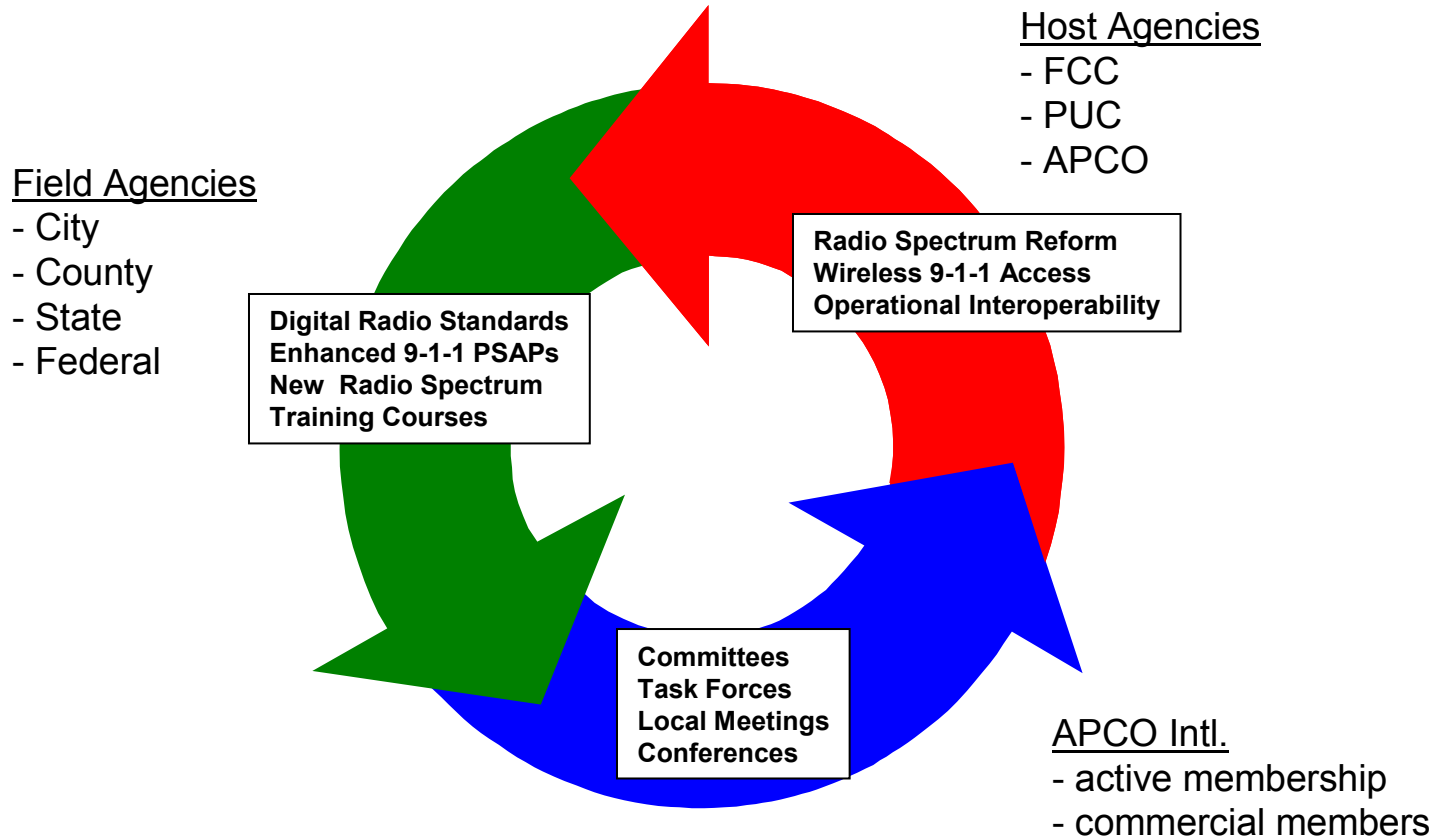 Host Agencies
- FCC
- PUC
- APCO
Field Agencies
- City
- County
- State
- Federal
Radio Spectrum Reform
Wireless 9-1-1 Access
Operational Interoperability
Digital Radio Standards
Enhanced 9-1-1 PSAPs
New  Radio Spectrum
Training Courses
Committees
Task Forces
Local Meetings
Conferences
APCO Intl.
- active membership
- commercial members